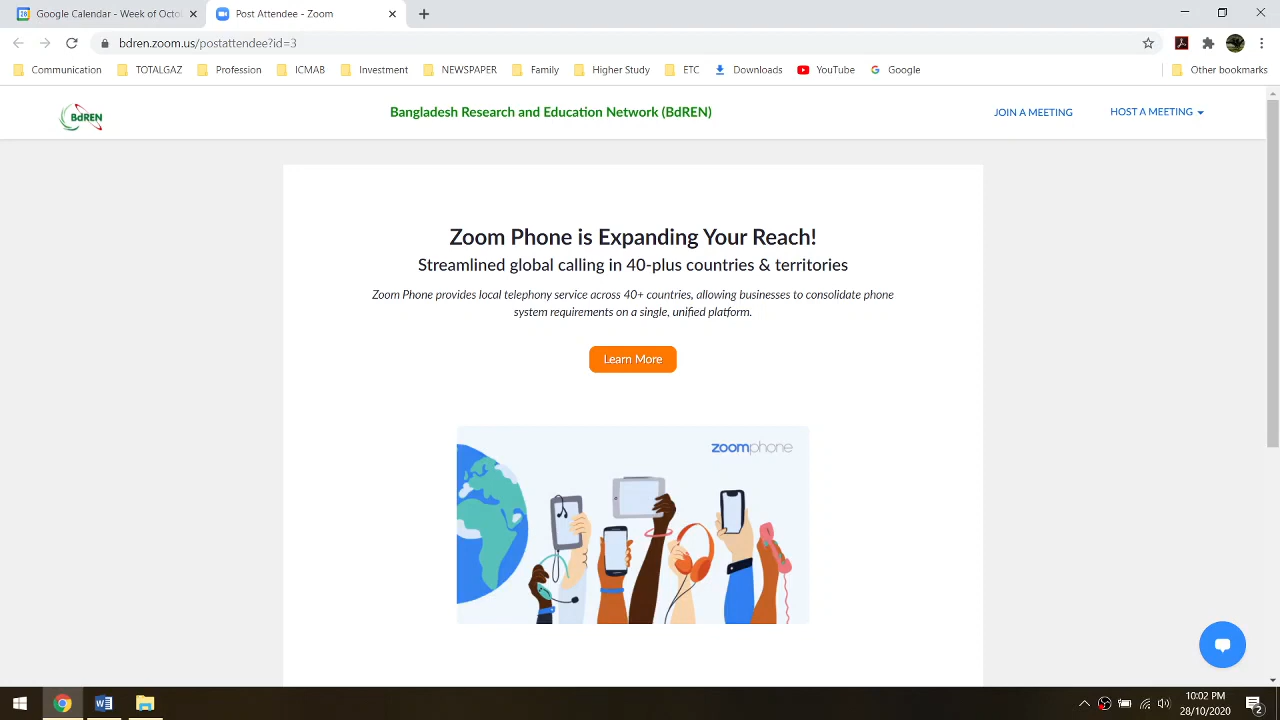 Google Calendar - Week of Octo
Post Attendee - Zoom
bdren.zoom.us/postattendee?id=3
Communication TOTALGAZ Profession ICMAB Investment NEWSPAPER Family Higher Study ETC Downloads YouTube Google Other bookmarks
BdREN
Bangladesh Research and Education Network (BdREN)
JOIN A MEETING
HOST A MEETING
Zoom Phone is Expanding Your Reach!
Streamlined global calling in 40-plus countries & territories
Zoom Phone provides local telephony service across 40+ countries, allowing businesses to consolidate phone
system requirements on a single, unified platform.
Learn More
zoomphone
10:02 PM
28/10/2020
2